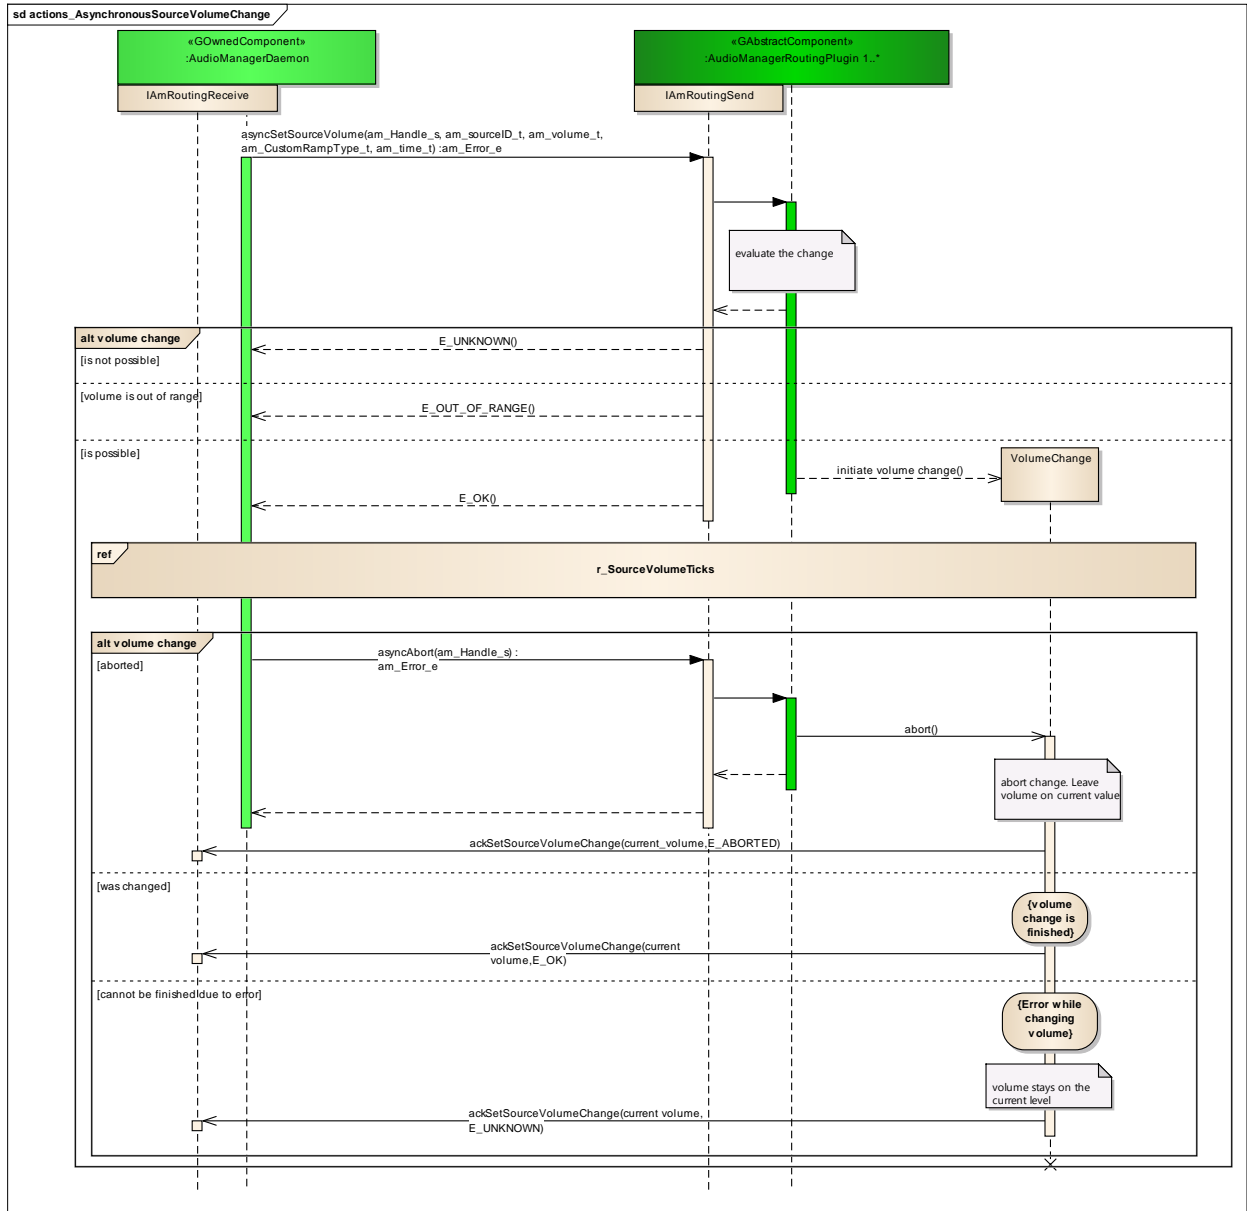 sd actions_AsynchronousSourceVolumeChange
«GOwnedComponent»
:AudioManagerDaemon
«GAbstractComponent»
:AudioManagerRoutingPlugin 1..*
IAmRoutingReceive
IAmRoutingSend
asyncSetSourceVolume(am_Handle_s, am_sourceID_t, am_volume_t,
am_CustomRampType_t, am_time_t) :am_Error_e
evaluate the change
alt volume change
E_UNKNOWN()
[is not possible]
[volume is out of range]
E_OUT_OF_RANGE()
[is possible]
VolumeChange
initiate volume change()
E_OK()
ref
r_SourceVolumeTicks
alt volume change
[aborted]
asyncAbort(am_Handle_s) :
am_Error_e
abort()
abort change. Leave
volume on current value
ackSetSourceVolumeChange(current_volume,E_ABORTED)
[was changed]
{volume
change is
finished}
ackSetSourceVolumeChange(current
volume,E_OK)
[cannot be finished due to error]
{Error while
changing
volume}
volume stays on the
current level
ackSetSourceVolumeChange(current volume,
E_UNKNOWN)